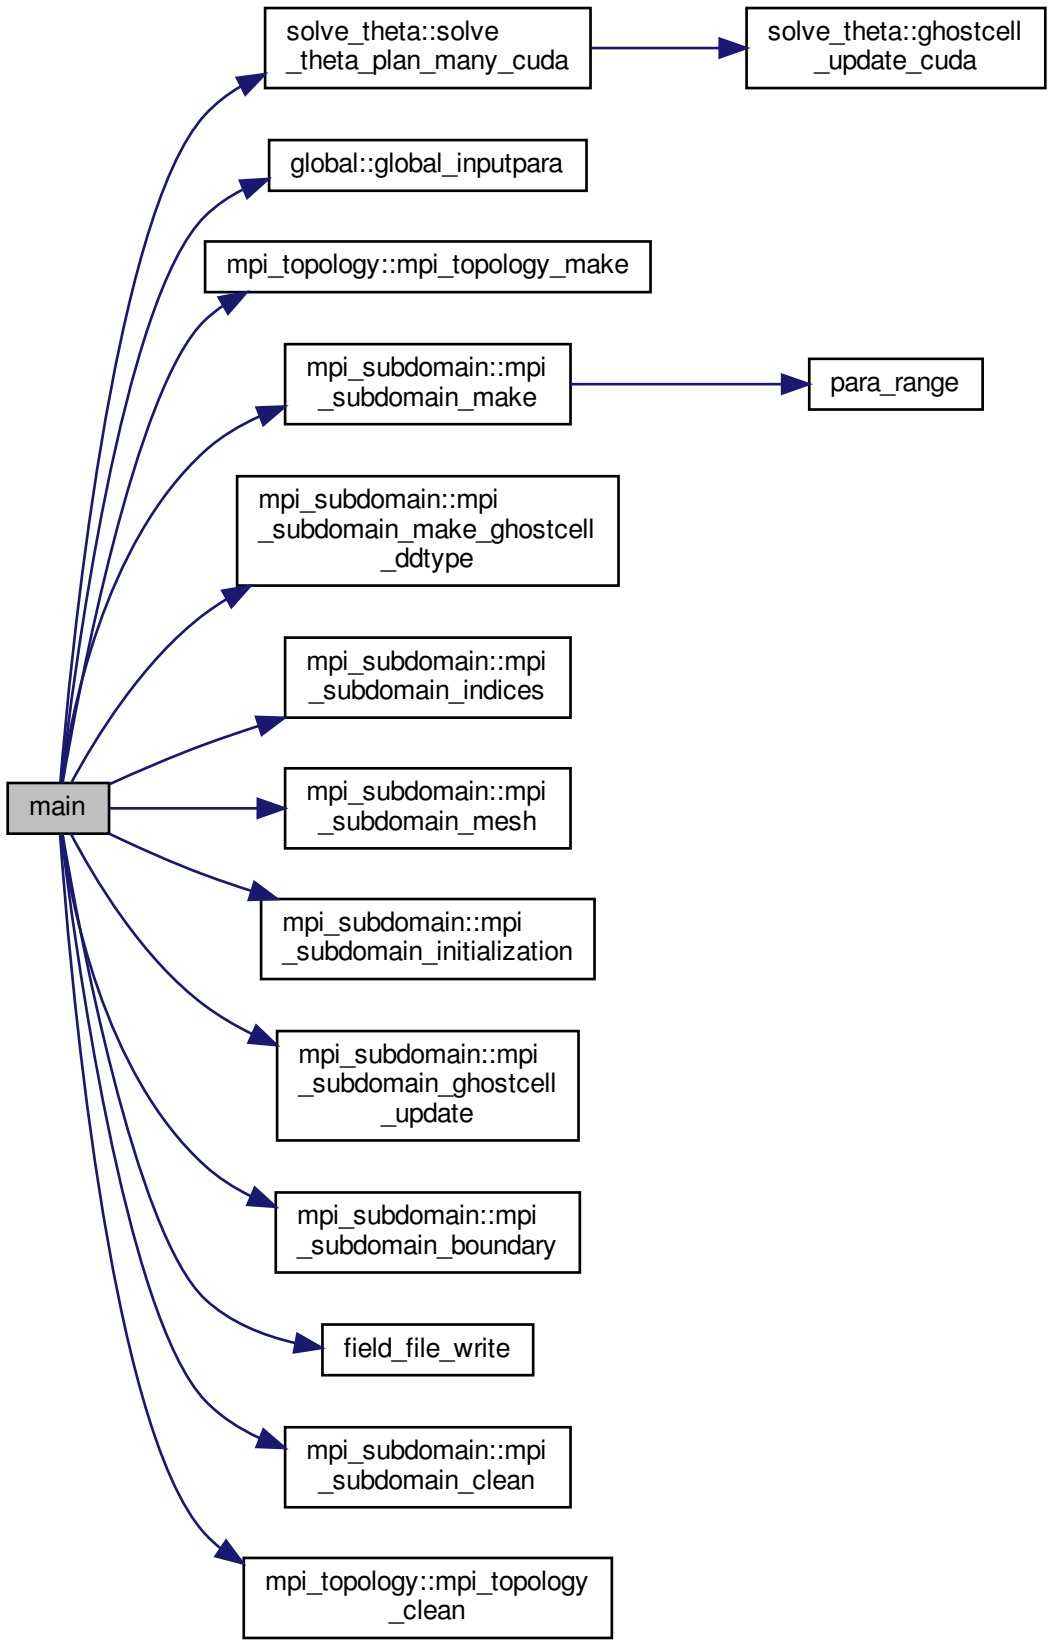 solve_theta::solve
_theta_plan_many_cuda
solve_theta::ghostcell
_update_cuda
global::global_inputpara
mpi_topology::mpi_topology_make
mpi_subdomain::mpi
_subdomain_make
para_range
mpi_subdomain::mpi
_subdomain_make_ghostcell
_ddtype
mpi_subdomain::mpi
_subdomain_indices
main
mpi_subdomain::mpi
_subdomain_mesh
mpi_subdomain::mpi
_subdomain_initialization
mpi_subdomain::mpi
_subdomain_ghostcell
_update
mpi_subdomain::mpi
_subdomain_boundary
field_file_write
mpi_subdomain::mpi
_subdomain_clean
mpi_topology::mpi_topology
_clean